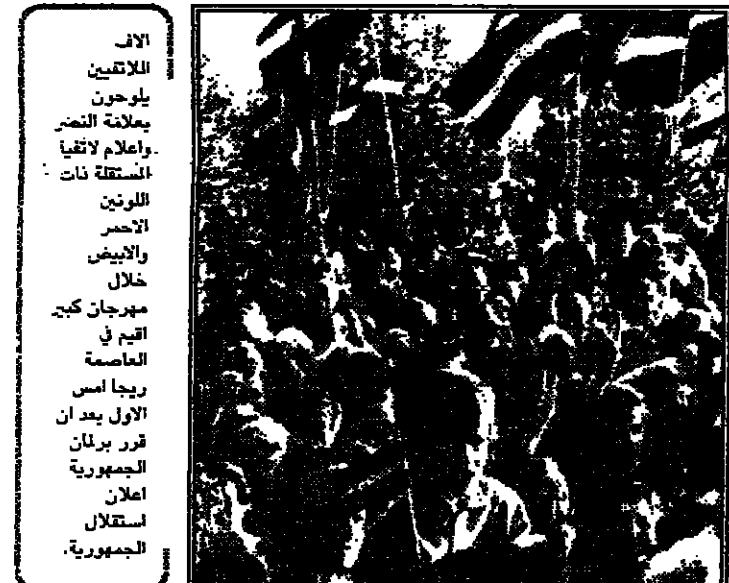 الاف
اللاتفيين
يلوحون
بعلامة النصر
واعلام لاتفيا
المستقلة ذات
اللونين
الاحمر
والابيض
خلال
مهرجان كبير
اقيم في
العاصمة
ريجا امس
الاول بعد ان
قرر برلمان
الجمهورية
اعلان
استقلال
الجمهورية.